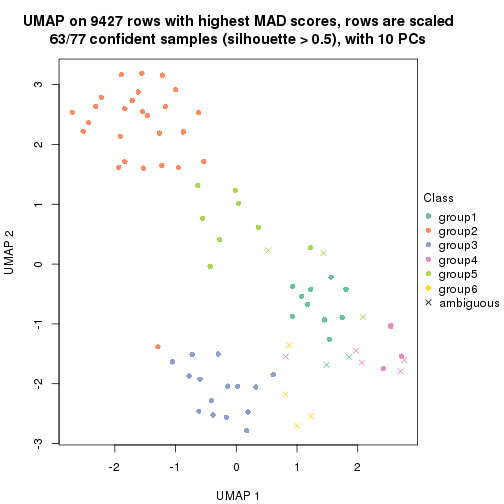 UMAP on 9427 rows with highest MAD scores, rows are scaled
63/77 confident samples (silhouette > 0.5), with 10 PCs
3
2
1
0
-1
-2
-3
UMAP 2
-2
-1
0
1
2
UMAP 1
Class
group1
group2
group3
group4
group5
group6
ambiguous